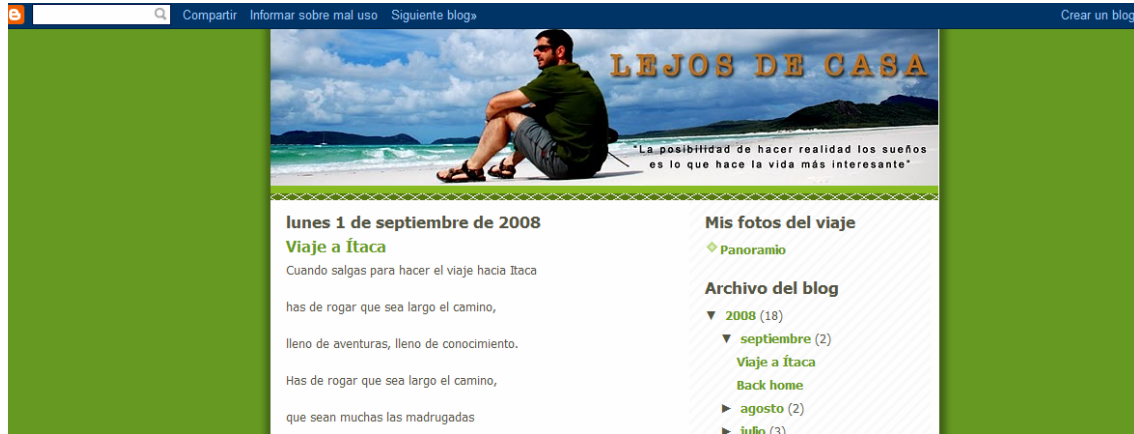 Compartir Informar sobre mal uso Siguiente blog» Crear un blog
LEJOS DE CASA
"La posibilidad de hacer realidad los sueños
es lo que hace la vida más interesante"
lunes 1 de septiembre de 2008
Viaje a Ítaca
Cuando salgas para hacer el viaje hacia Itaca
has de rogar que sea largo el camino,
lleno de aventuras, lleno de conocimiento.
Has de rogar que sea largo el camino,
que sean muchas las madrugadas
Mis fotos del viaje
Panoramio
Archivo del blog
▼ 2008 (18)
▼ septiembre (2)
Viaje a Ítaca
Back home
► agosto (2)
► julio (3)